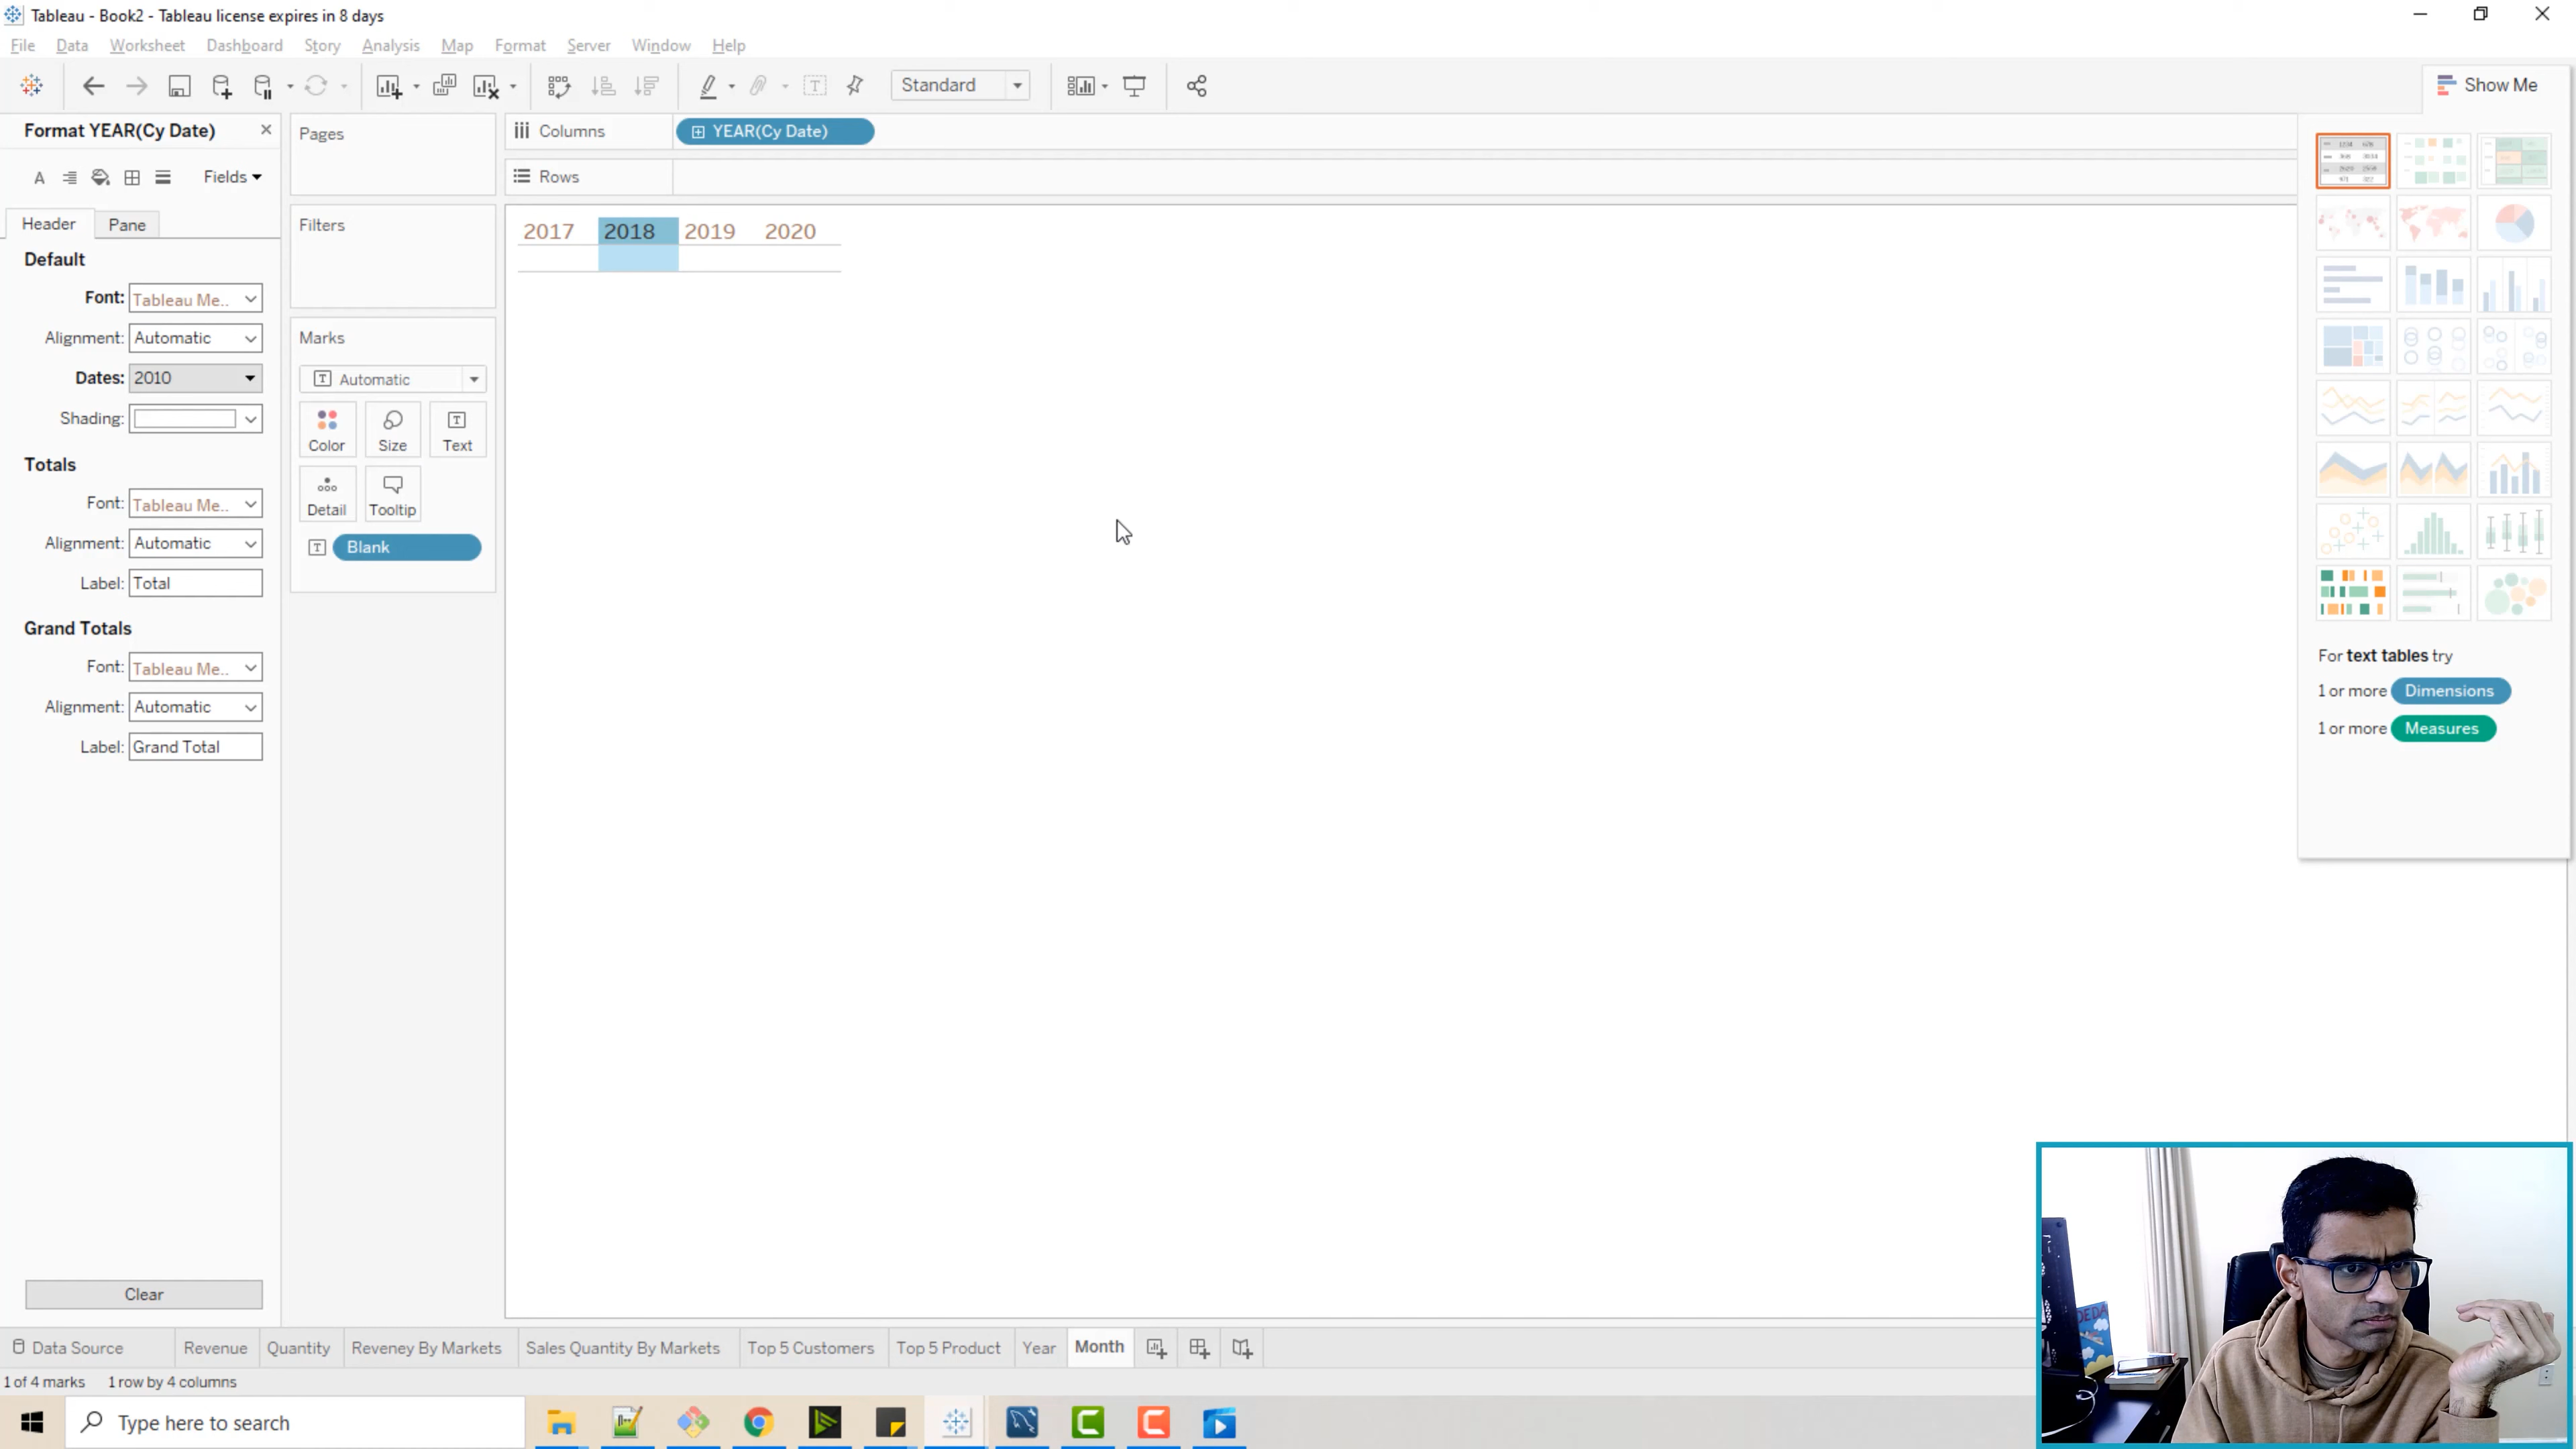 Tableau - Book2 - Tableau license expires in 8 days
File Data Worksheet Dashboard Story Analysis Map Format Server Window Help
Standard
Show Me
Format YEAR(Cy Date)
Fields
Header Pane
Default
Font: Tableau Me..
Alignment: Automatic
Dates: 2010
Shading:
Totals
Font: Tableau Me..
Alignment: Automatic
Label: Total
Grand Totals
Font: Tableau Me..
Alignment: Automatic
Label: Grand Total
Clear
Pages
Filters
Marks
Automatic
Color Size Text
Detail Tooltip
Blank
Columns YEAR(Cy Date)
Rows
2017 2018 2019 2020
For text tables try
1 or more Dimensions
1 or more Measures
Data Source Revenue Quantity Reveney By Markets Sales Quantity By Markets Top 5 Customers Top 5 Product Year Month
1 of 4 marks 1 row by 4 columns
Type here to search